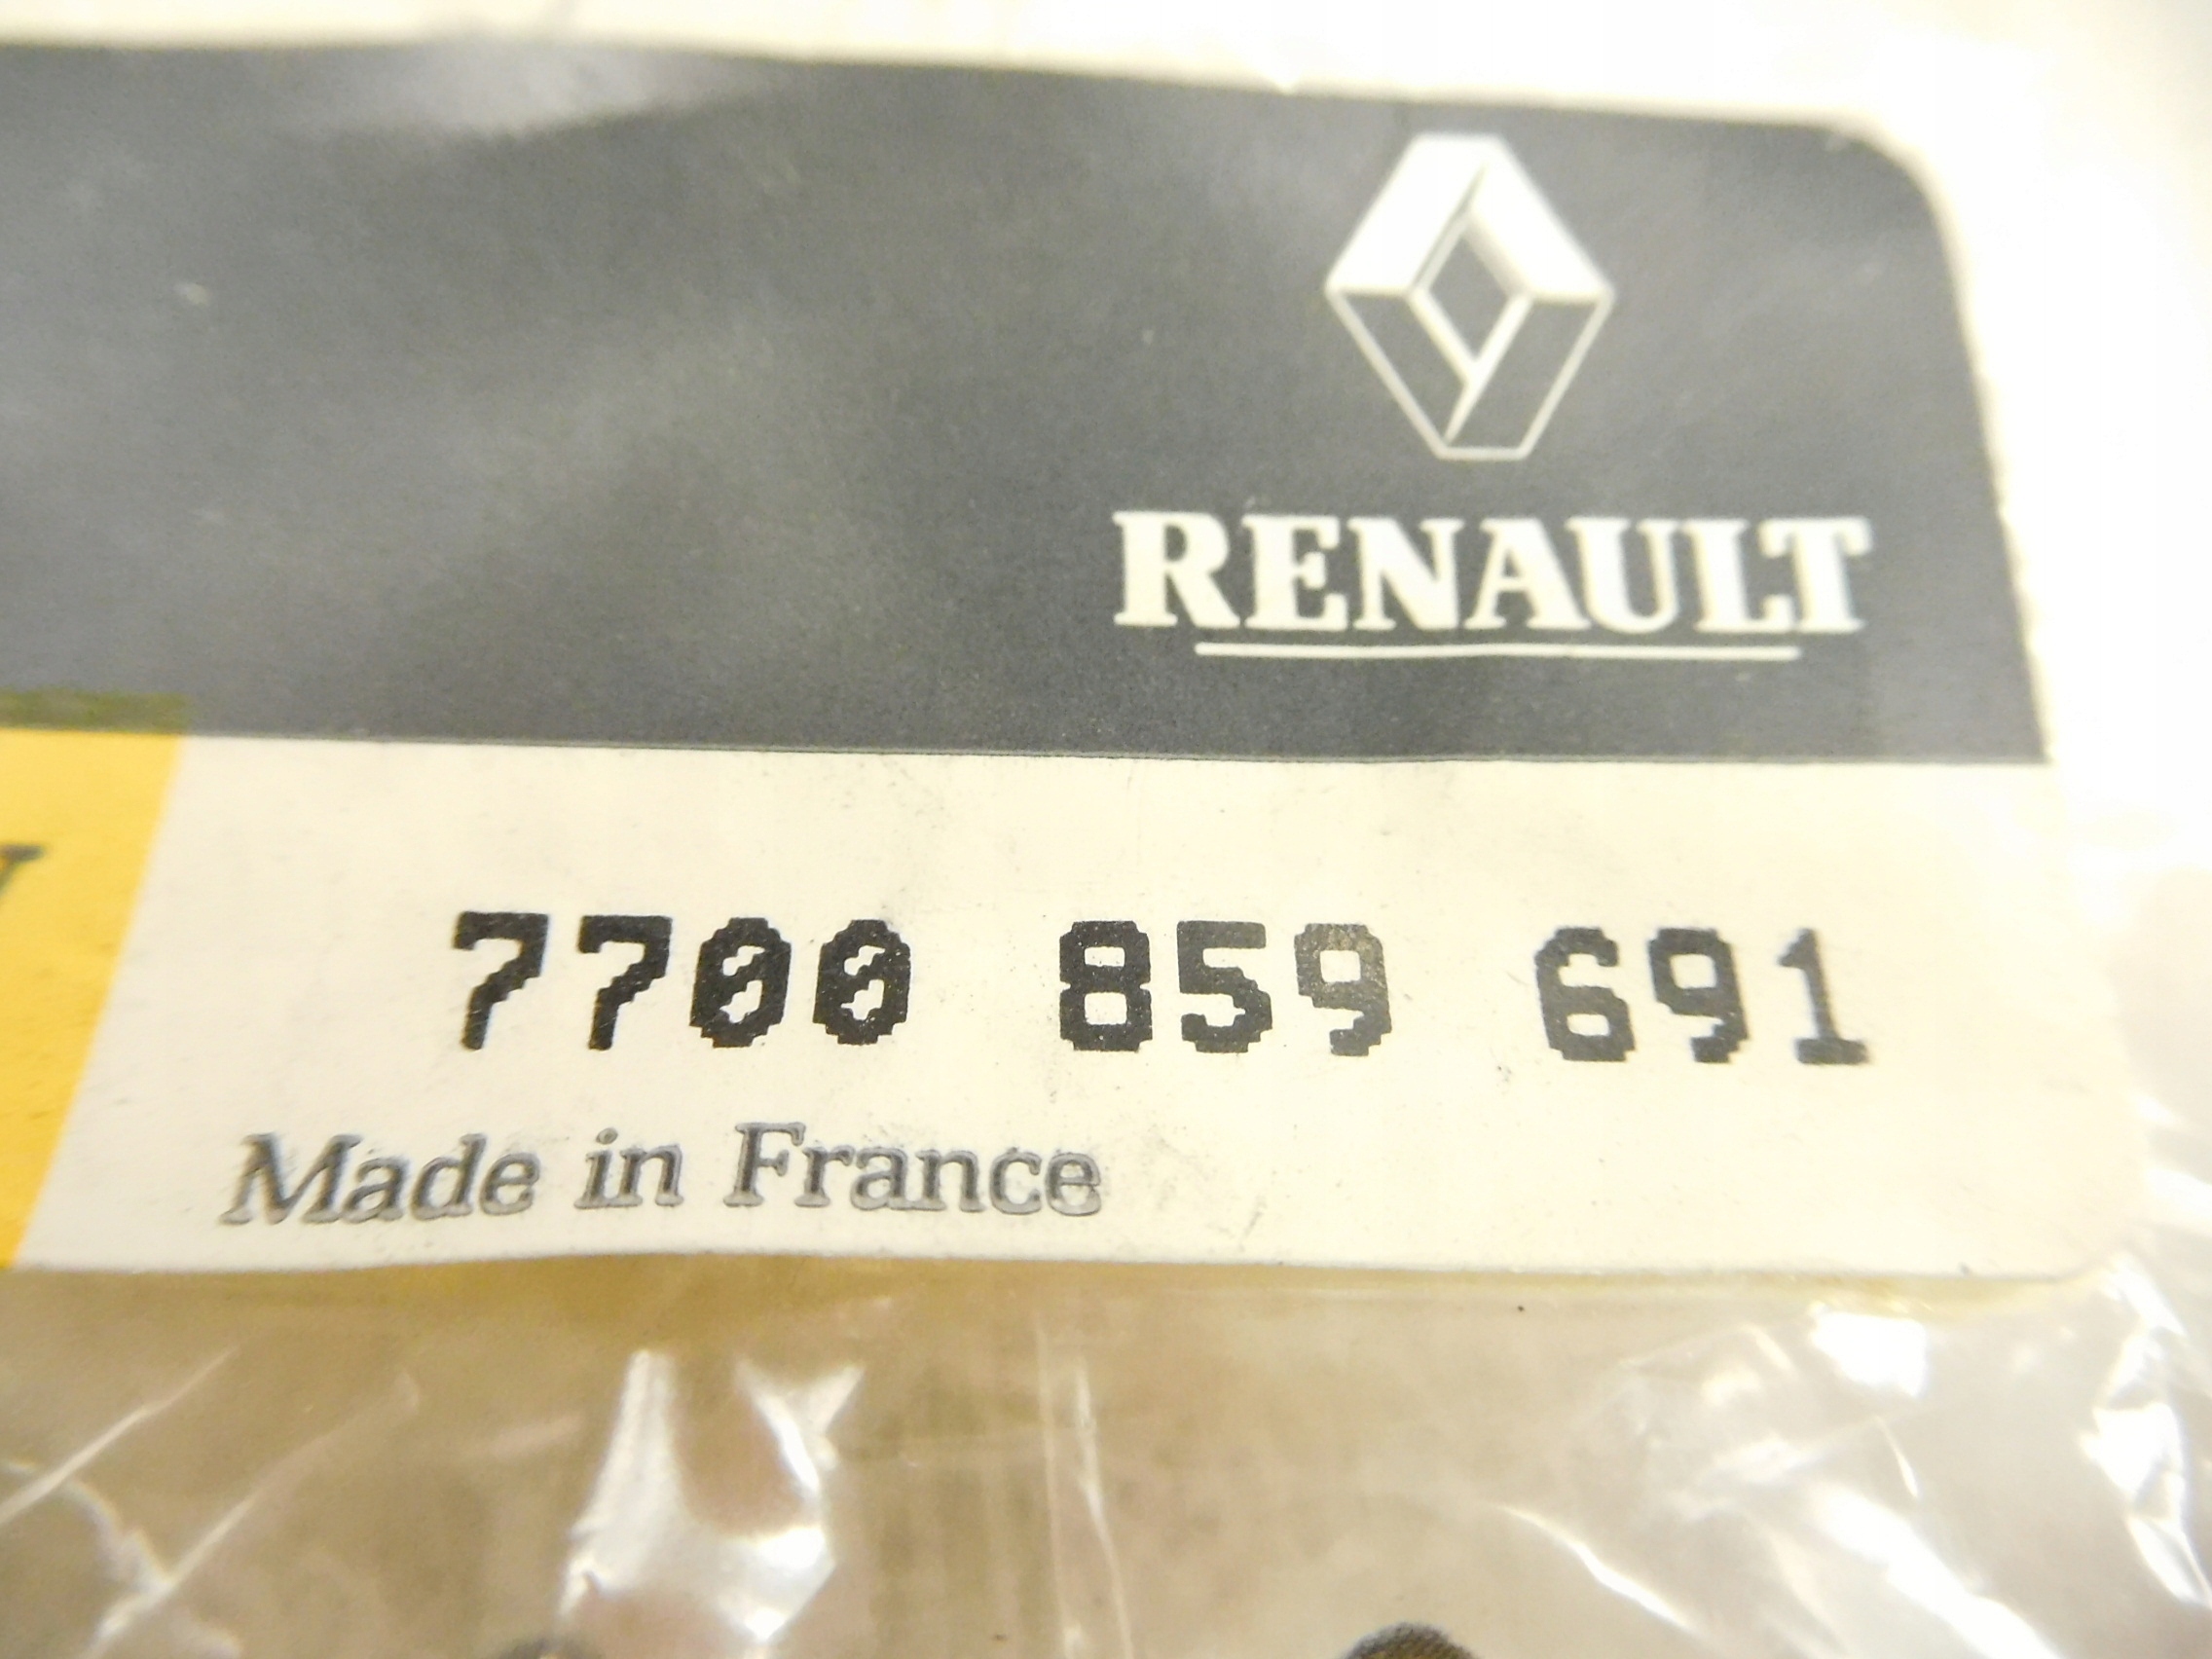 RENAULT
7700 859 691
Made in France